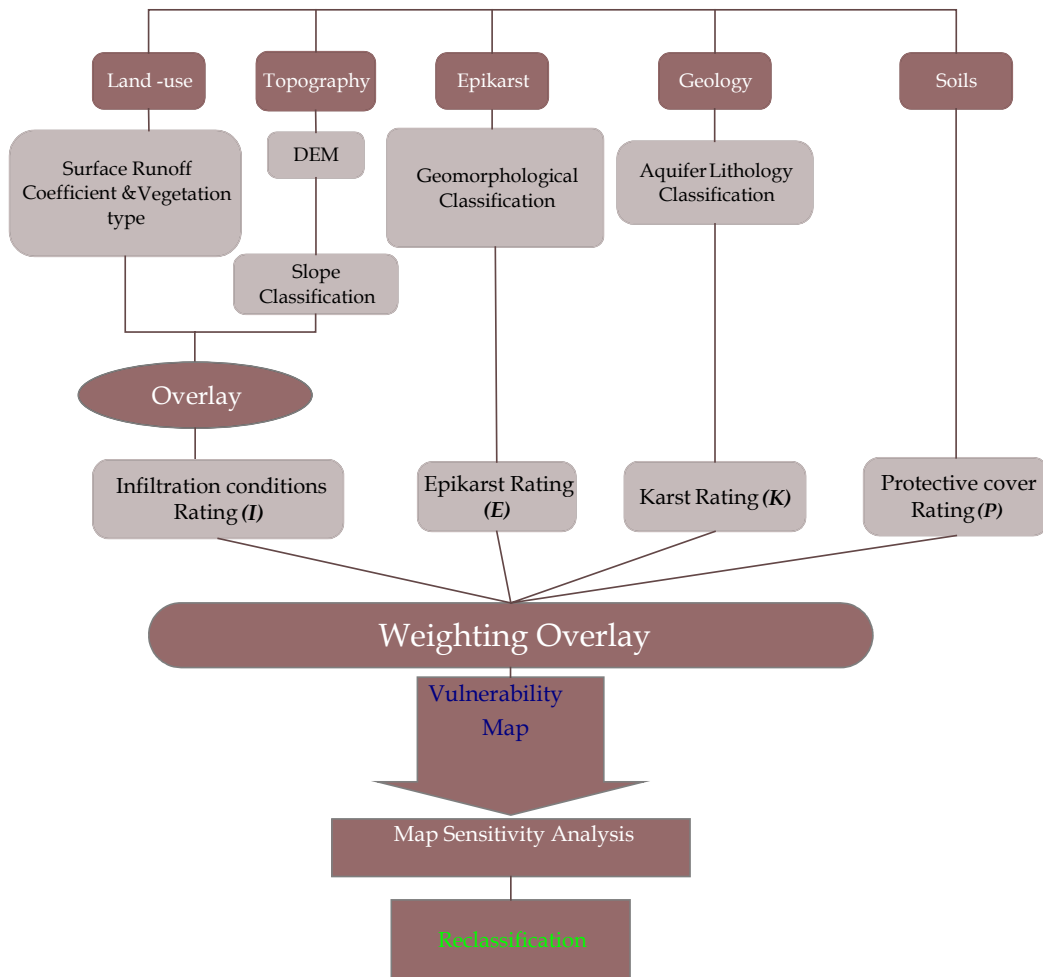 Land -use
Topography
Epikarst
Geology
Soils
Surface Runoff
Coefficient &Vegetation
type
DEM
Slope
Classification
Geomorphological
Classification
Aquifer Lithology
Classification
Overlay
Infiltration conditions
Rating (I)
Epikarst Rating
(E)
Karst Rating (K)
Protective cover
Rating (P)
Weighting Overlay
Vulnerability
Map
Map Sensitivity Analysis
Reclassification